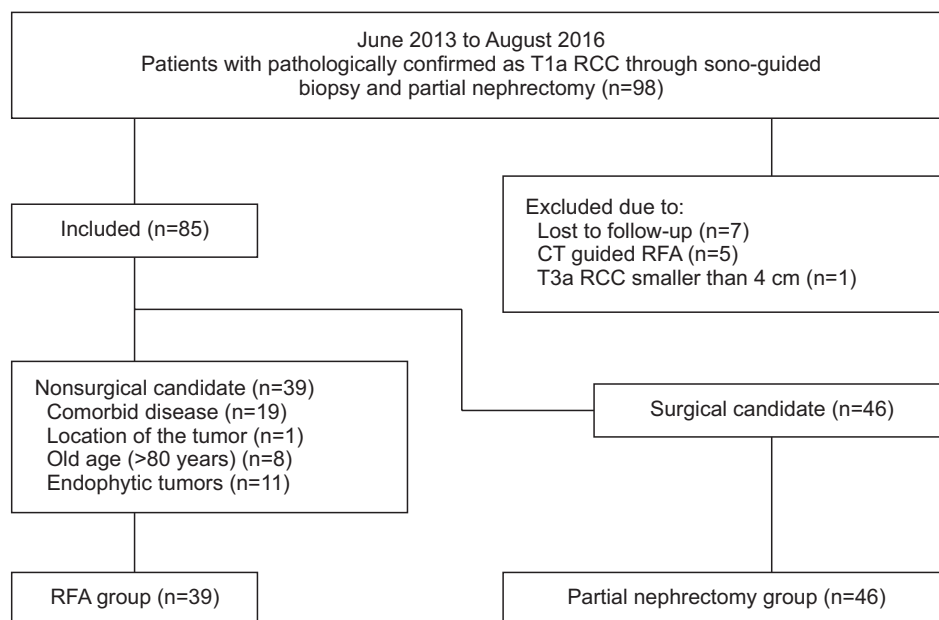 June 2013 to August 2016
Patients with pathologically confirmed as T1a RCC through sono-guided
biopsy and partial nephrectomy (n=98)
Included (n=85)
Excluded due to:
Lost to follow-up (n=7)
CT guided RFA (n=5)
T3a RCC smaller than 4 cm (n=1)
Nonsurgical candidate (n=39)
Comorbid disease (n=19)
Location of the tumor (n=1)
Old age (>80 years) (n=8)
Endophytic tumors (n=11)
Surgical candidate (n=46)
RFA group (n=39)
Partial nephrectomy group (n=46)